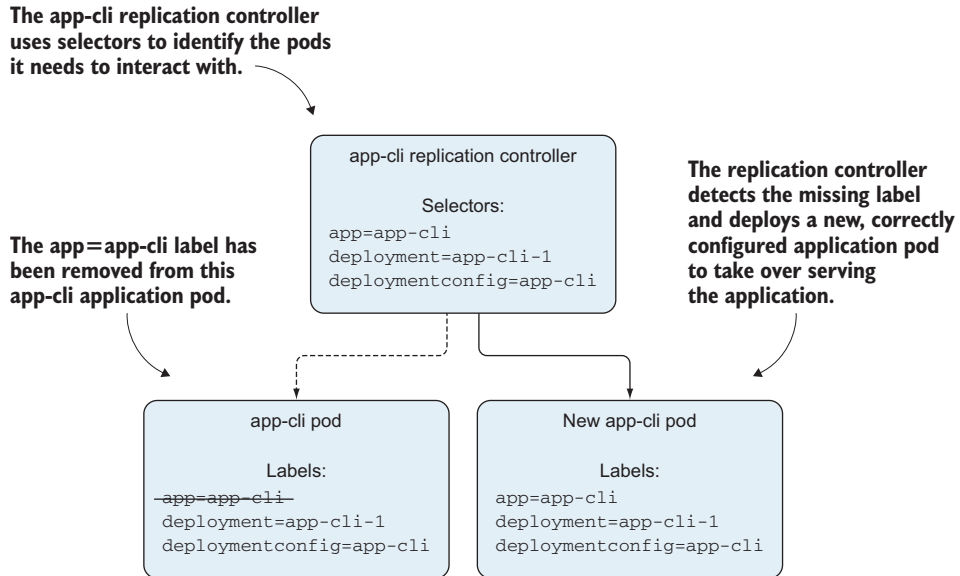 The app-cli replication controller
uses selectors to identify the pods
it needs to interact with.
app-cli replication controller
Selectors:
app=app-cli
deployment=app-cli-1
deploymentconfig=app-cli
The replication controller
detects the missing label
and deploys a new, correctly
configured application pod
to take over serving
the application.
The app=app-cli label has
been removed from this
app-cli application pod.
app-cli pod
Labels:
app=app-cli
deployment=app-cli-1
deploymentconfig=app-cli
New app-cli pod
Labels:
app=app-cli
deployment=app-cli-1
deploymentconfig=app-cli